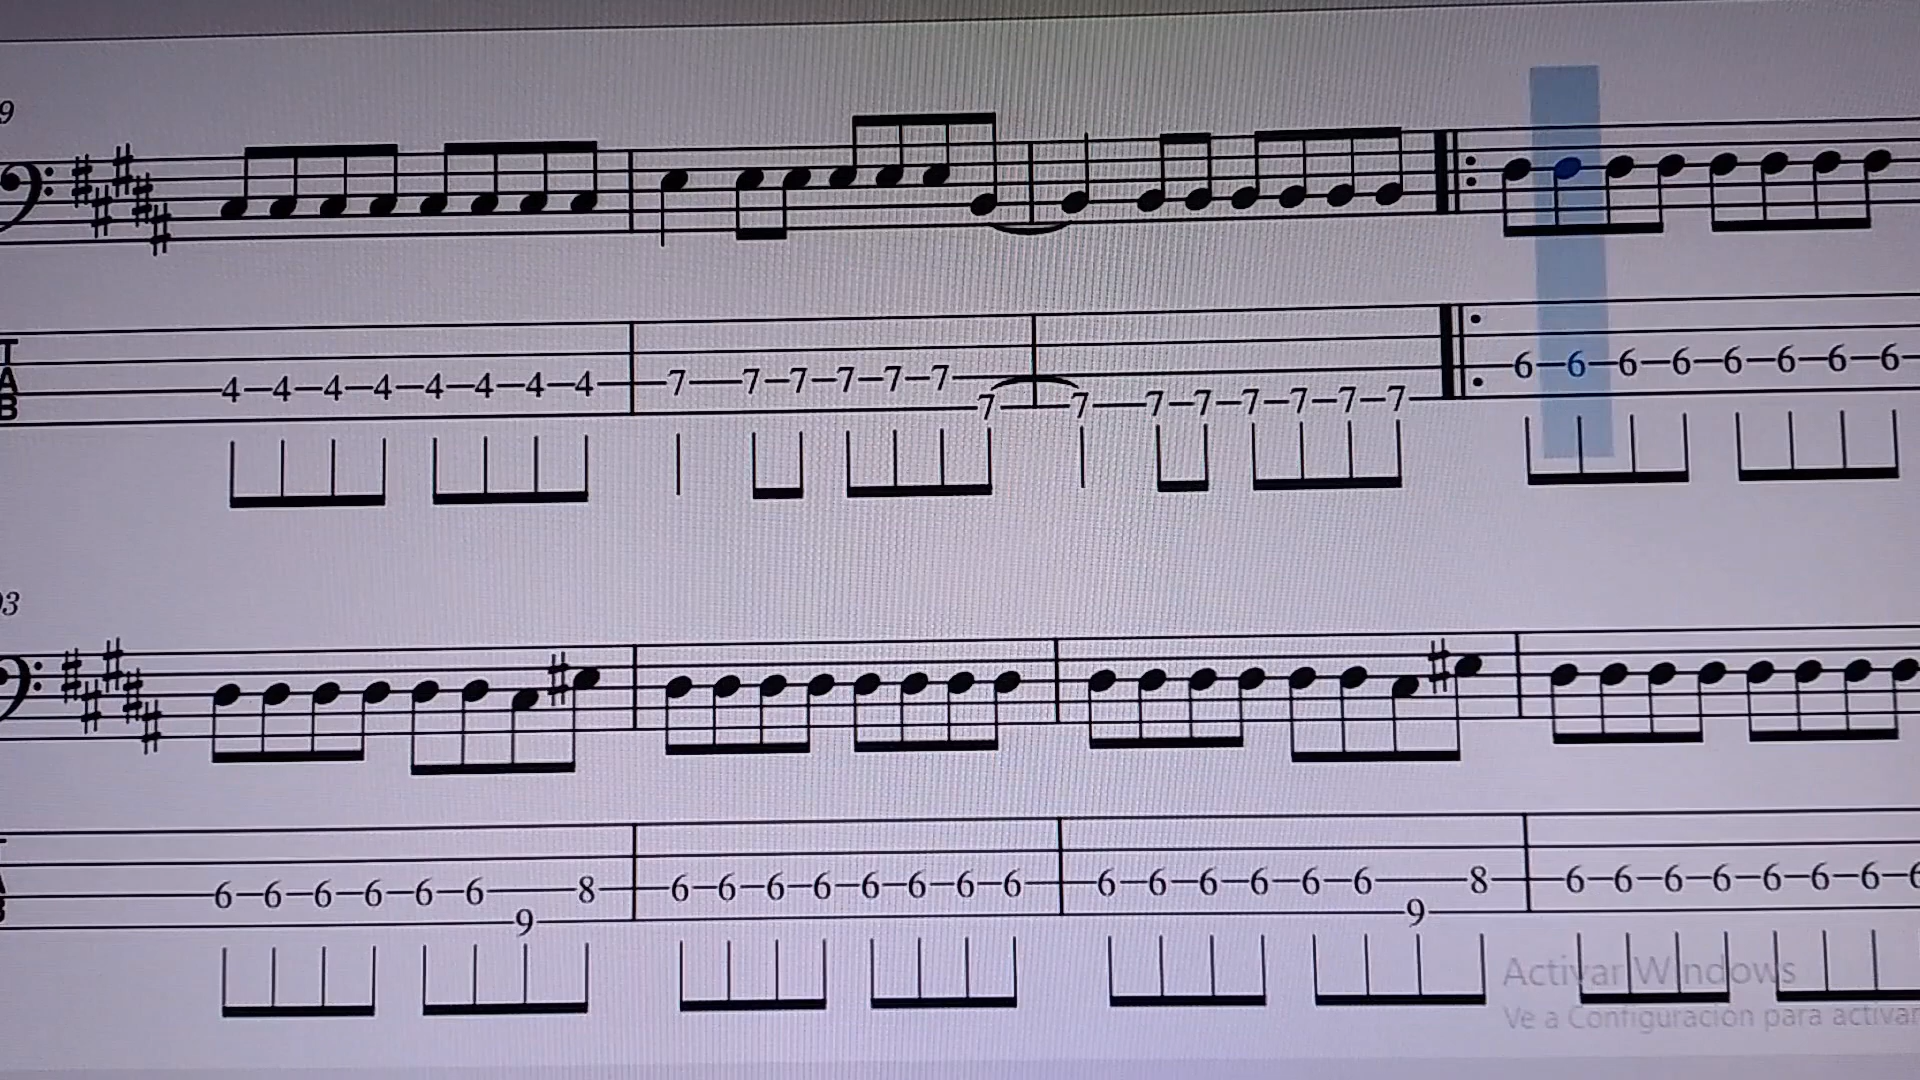 9
T
A
B
4-4-4-4-4-4-4-4
7-7-7-7-7-7
7-7-7-7-7-7-7-7
6-6-6-6-6-6-6-6
3
6-6-6-6-6-6-8
9
6-6-6-6-6-6-6-6
6-6-6-6-6-6-8
9
6-6-6-6-6-6-6-6
Activar Windows
Ve a Configuración para activar